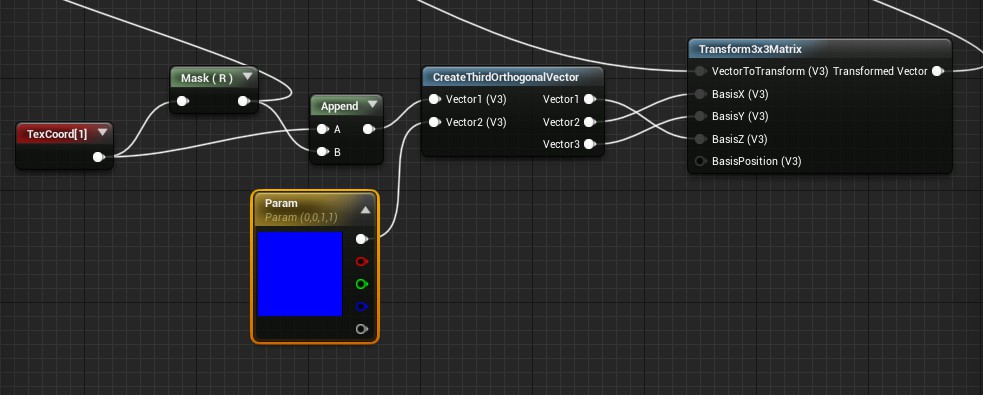 Mask ( R )
TexCoord[1]
Append
A
B
CreateThirdOrthogonalVector
Vector1 (V3) Vector1
Vector2 (V3) Vector2
Vector3
Param
Param (0,0,1,1)
Transform3x3Matrix
VectorToTransform (V3) Transformed Vector
BasisX (V3)
BasisY (V3)
BasisZ (V3)
BasisPosition (V3)